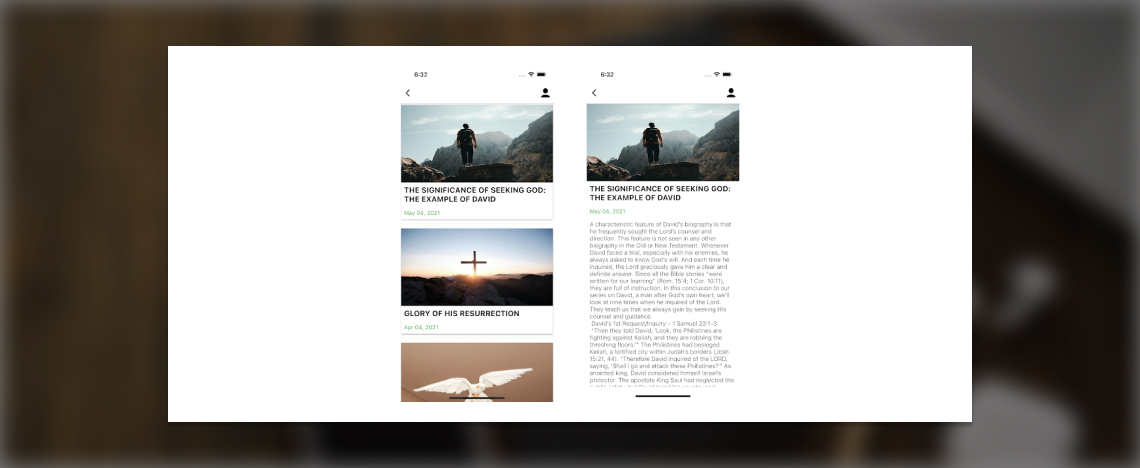 6:32
THE SIGNIFICANCE OF SEEKING GOD:
THE EXAMPLE OF DAVID
May 04, 2021
GLORY OF HIS RESURRECTION
Apr 04, 2021
6:32
THE SIGNIFICANCE OF SEEKING GOD:
THE EXAMPLE OF DAVID
May 04, 2021
A characteristic feature of David's biography is that
he frequently sought the Lord's counsel and
direction. This feature is not seen in any other
biography in the Old or New Testament. Whenever
David faced a trial, especially with his enemies, he
always asked to know God's will. And each time he
inquired, the Lord graciously gave him a clear and
definite answer. Since all the Bible stories "were
written for our learning" (Rom. 15:4; 1 Cor. 10:11),
they are full of instruction. In this conclusion to our
series on David, a man after God's own heart, we'll
look at nine times when he inquired of the Lord.
They teach us that we always gain by seeking His
counsel and guidance.
David's 1st Request/Inquiry – 1 Samuel 23:1-3
"Then they told David, 'Look, the Philistines are
fighting against Keilah, and they are robbing the
threshing floors.'" The Philistines had besieged
Keilah, a fortified city within Judah's borders (Josh.
15:21, 44). "Therefore David inquired of the LORD,
saying, 'Shall I go and attack these Philistines?'" As
anointed king, David considered himself Israel's
protector. The apostate King Saul had neglected the